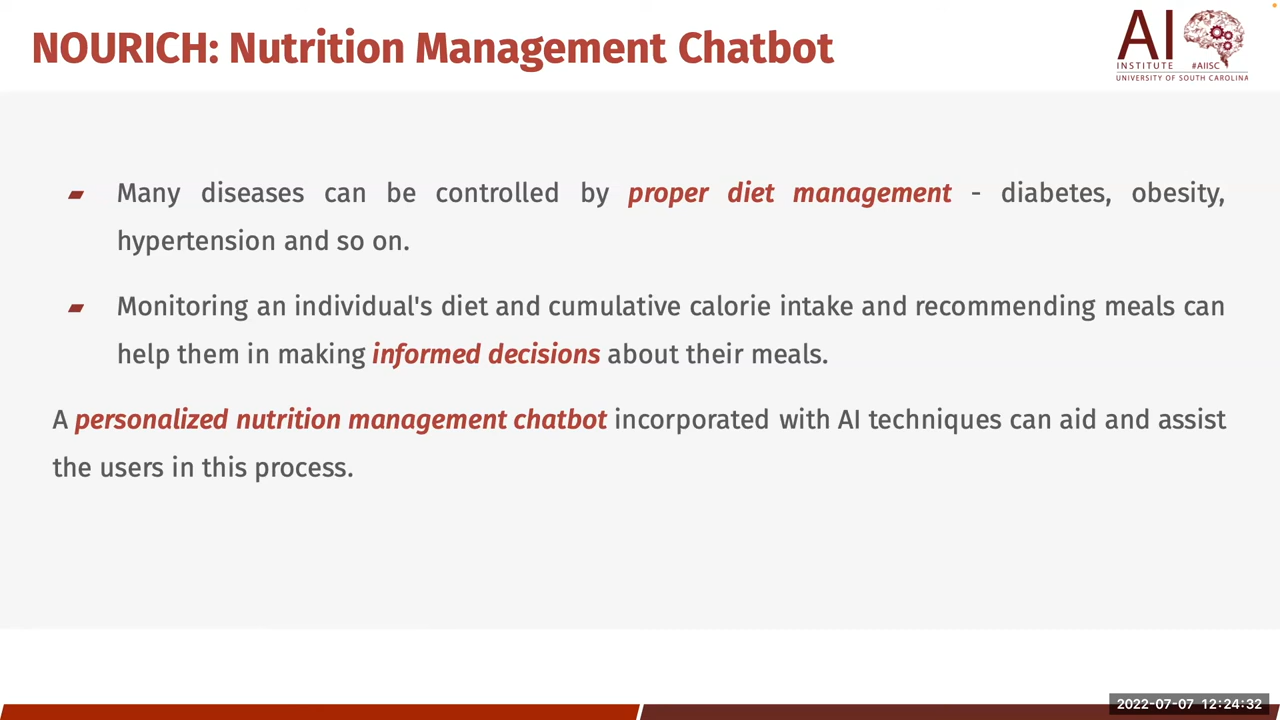 NOURICH: Nutrition Management Chatbot
AI
INSTITUTE #AIISC
UNIVERSITY OF SOUTH CAROLINA
Many diseases can be controlled by proper diet management - diabetes, obesity,
hypertension and so on.
Monitoring an individual's diet and cumulative calorie intake and recommending meals can
help them in making informed decisions about their meals.
A personalized nutrition management chatbot incorporated with AI techniques can aid and assist
the users in this process.
2022-07-07 12:24:32